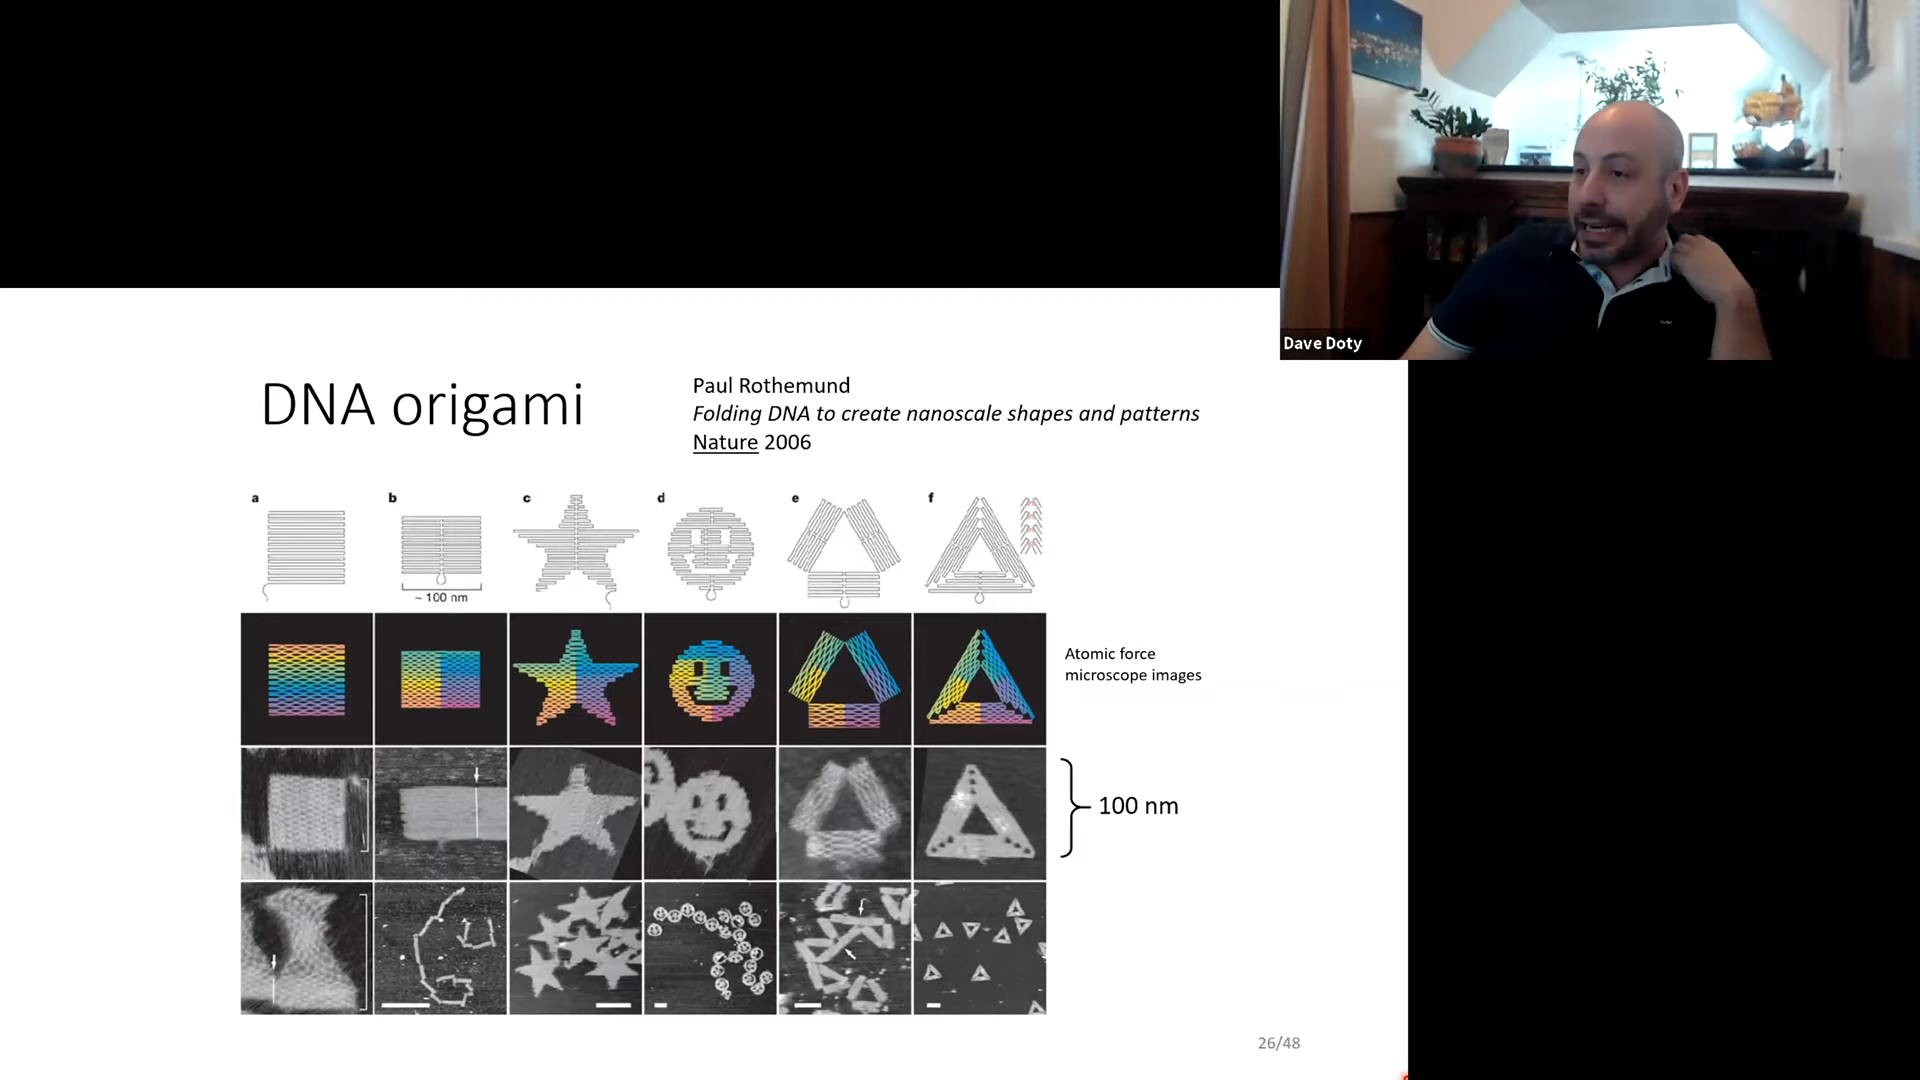 Dave Doty
DNA origami
Paul Rothemund
Folding DNA to create nanoscale shapes and patterns
Nature 2006
a b c d e f
~ 100 nm
Atomic force
microscope images
100 nm
26/48